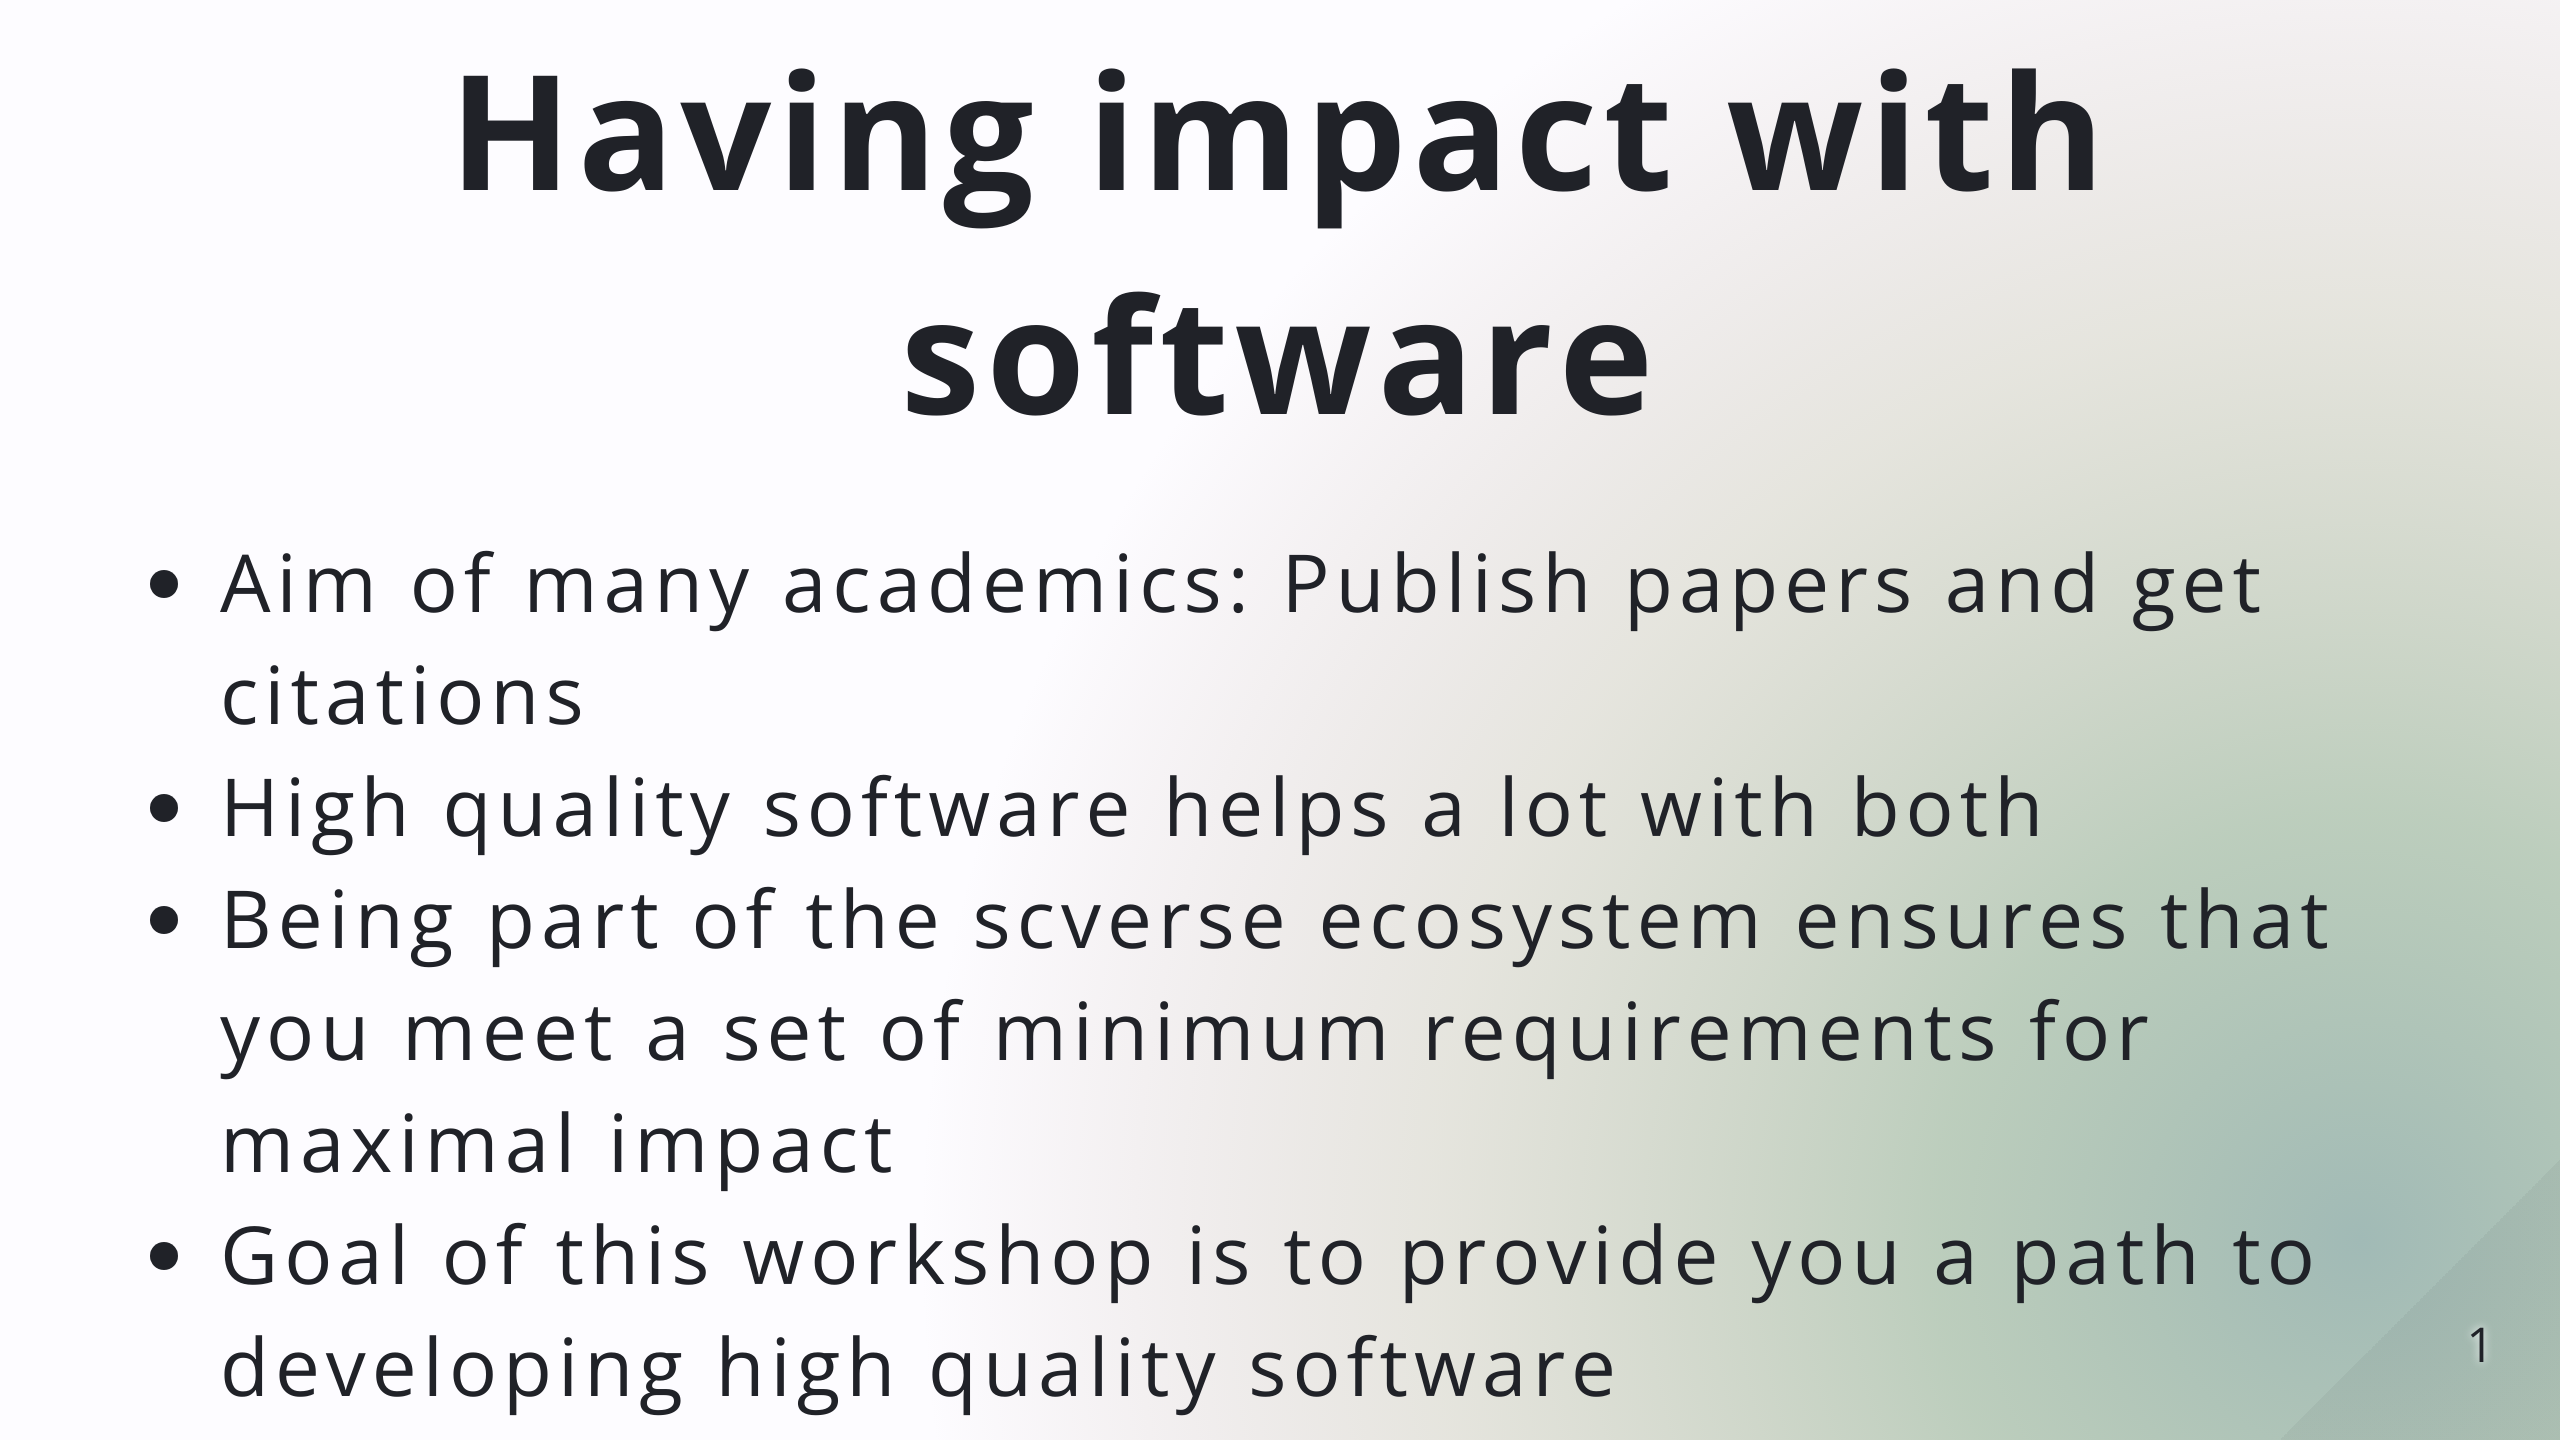 Having impact with
software
• Aim of many academics: Publish papers and get
citations
• High quality software helps a lot with both
• Being part of the scverse ecosystem ensures that
you meet a set of minimum requirements for
maximal impact
• Goal of this workshop is to provide you a path to
developing high quality software
1